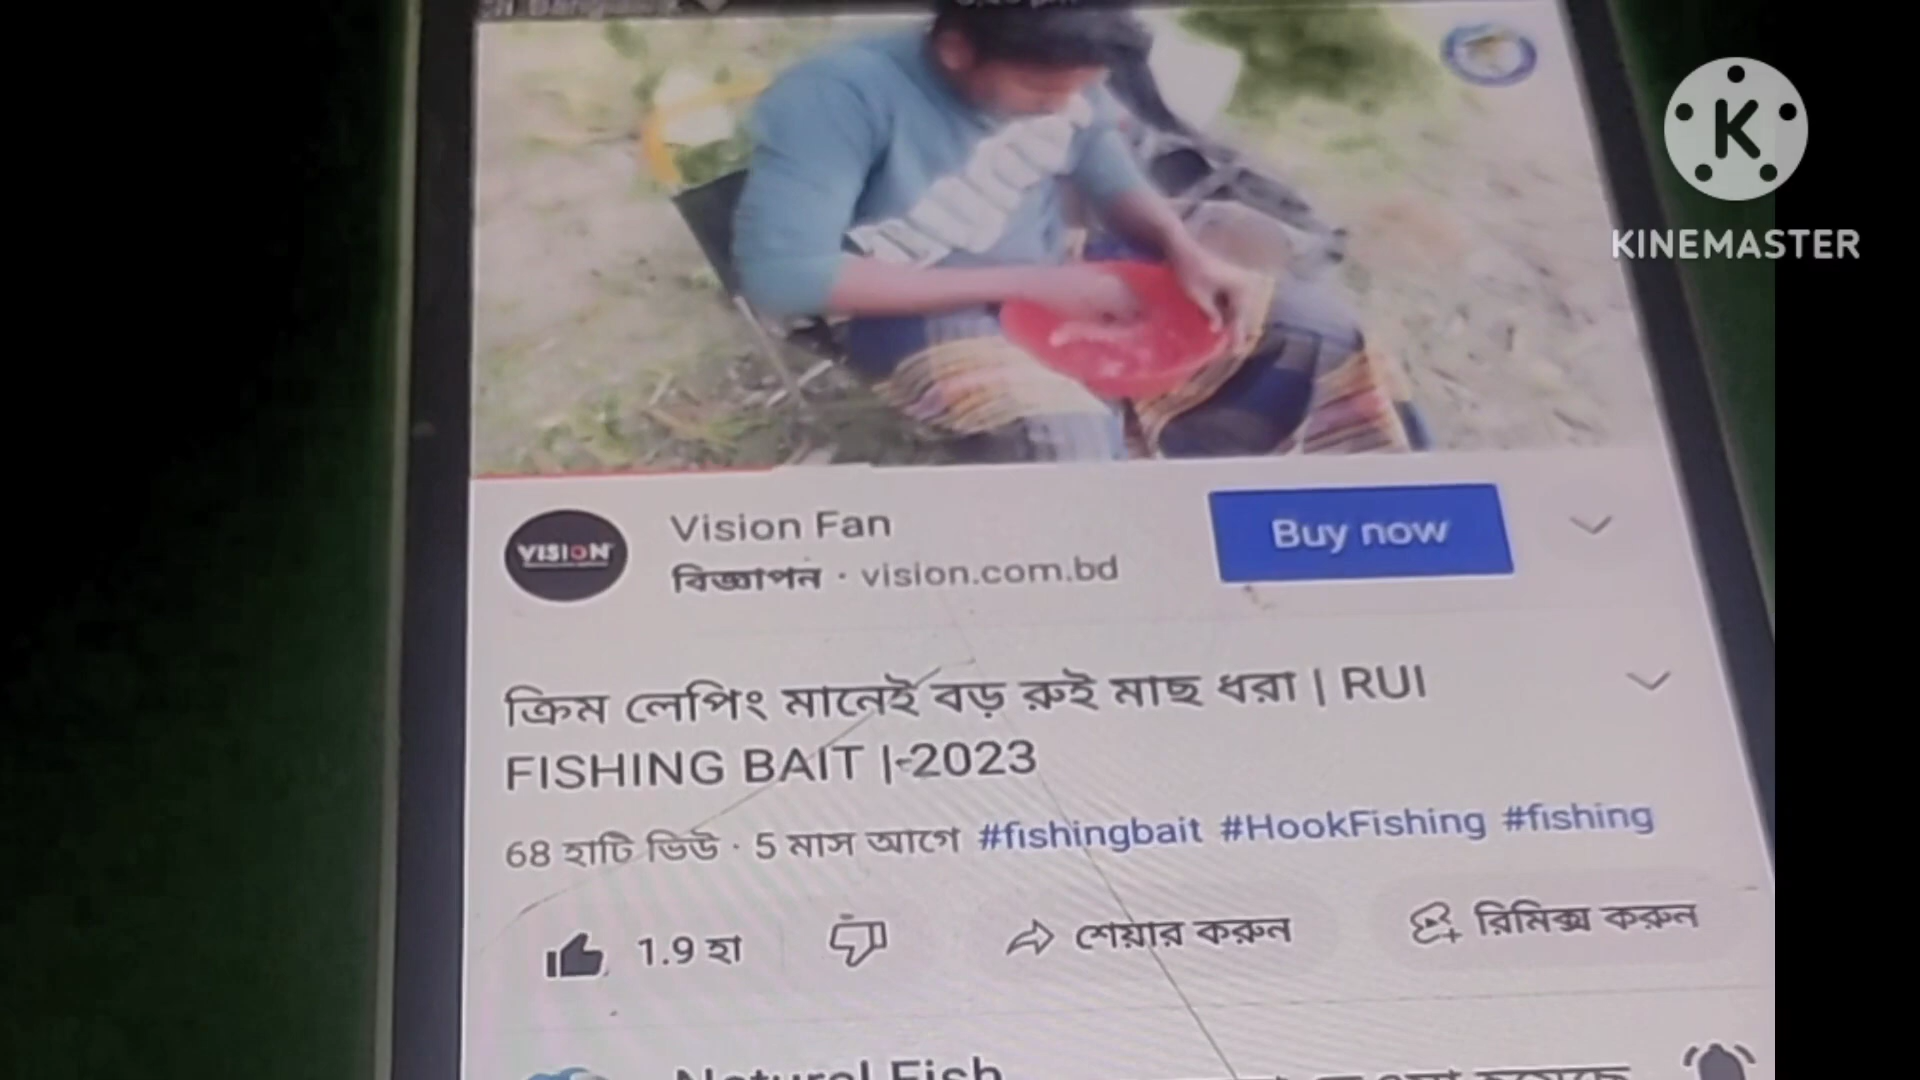 KINEMASTER
VISION
Vision Fan
বিজ্ঞাপন · vision.com.bd
Buy now
ক্রিম লেপিং মানেই বড় রুই মাছ ধরা | RUI
FISHING BAIT |-2023
68 হাটি ভিউ · 5 মাস আগে #fishingbait #HookFishing #fishing
1.9 হা
শেয়ার করুন
রিমিক্স করুন
Natural Fish